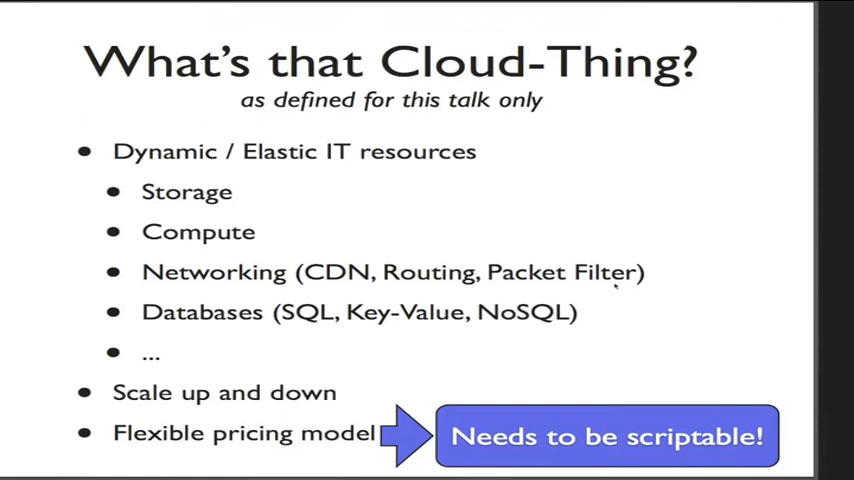 What's that Cloud-Thing?
as defined for this talk only
• Dynamic / Elastic IT resources
• Storage
• Compute
• Networking (CDN, Routing, Packet Filter)
• Databases (SQL, Key-Value, NoSQL)
• ...
• Scale up and down
• Flexible pricing model
Needs to be scriptable!